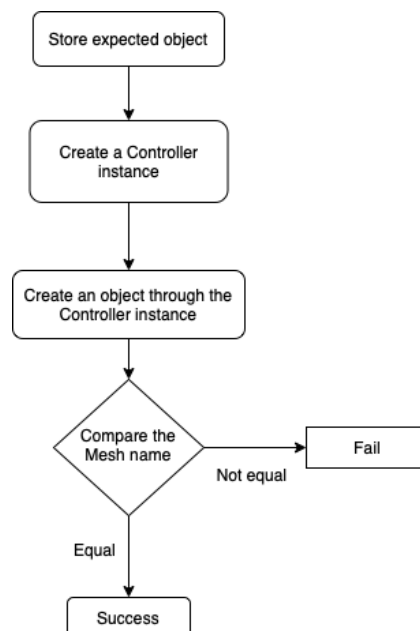 Store expected object
Create a Controller
instance
Create an object through the
Controller instance
Compare the
Mesh name
Fail
Not equal
Equal
Success